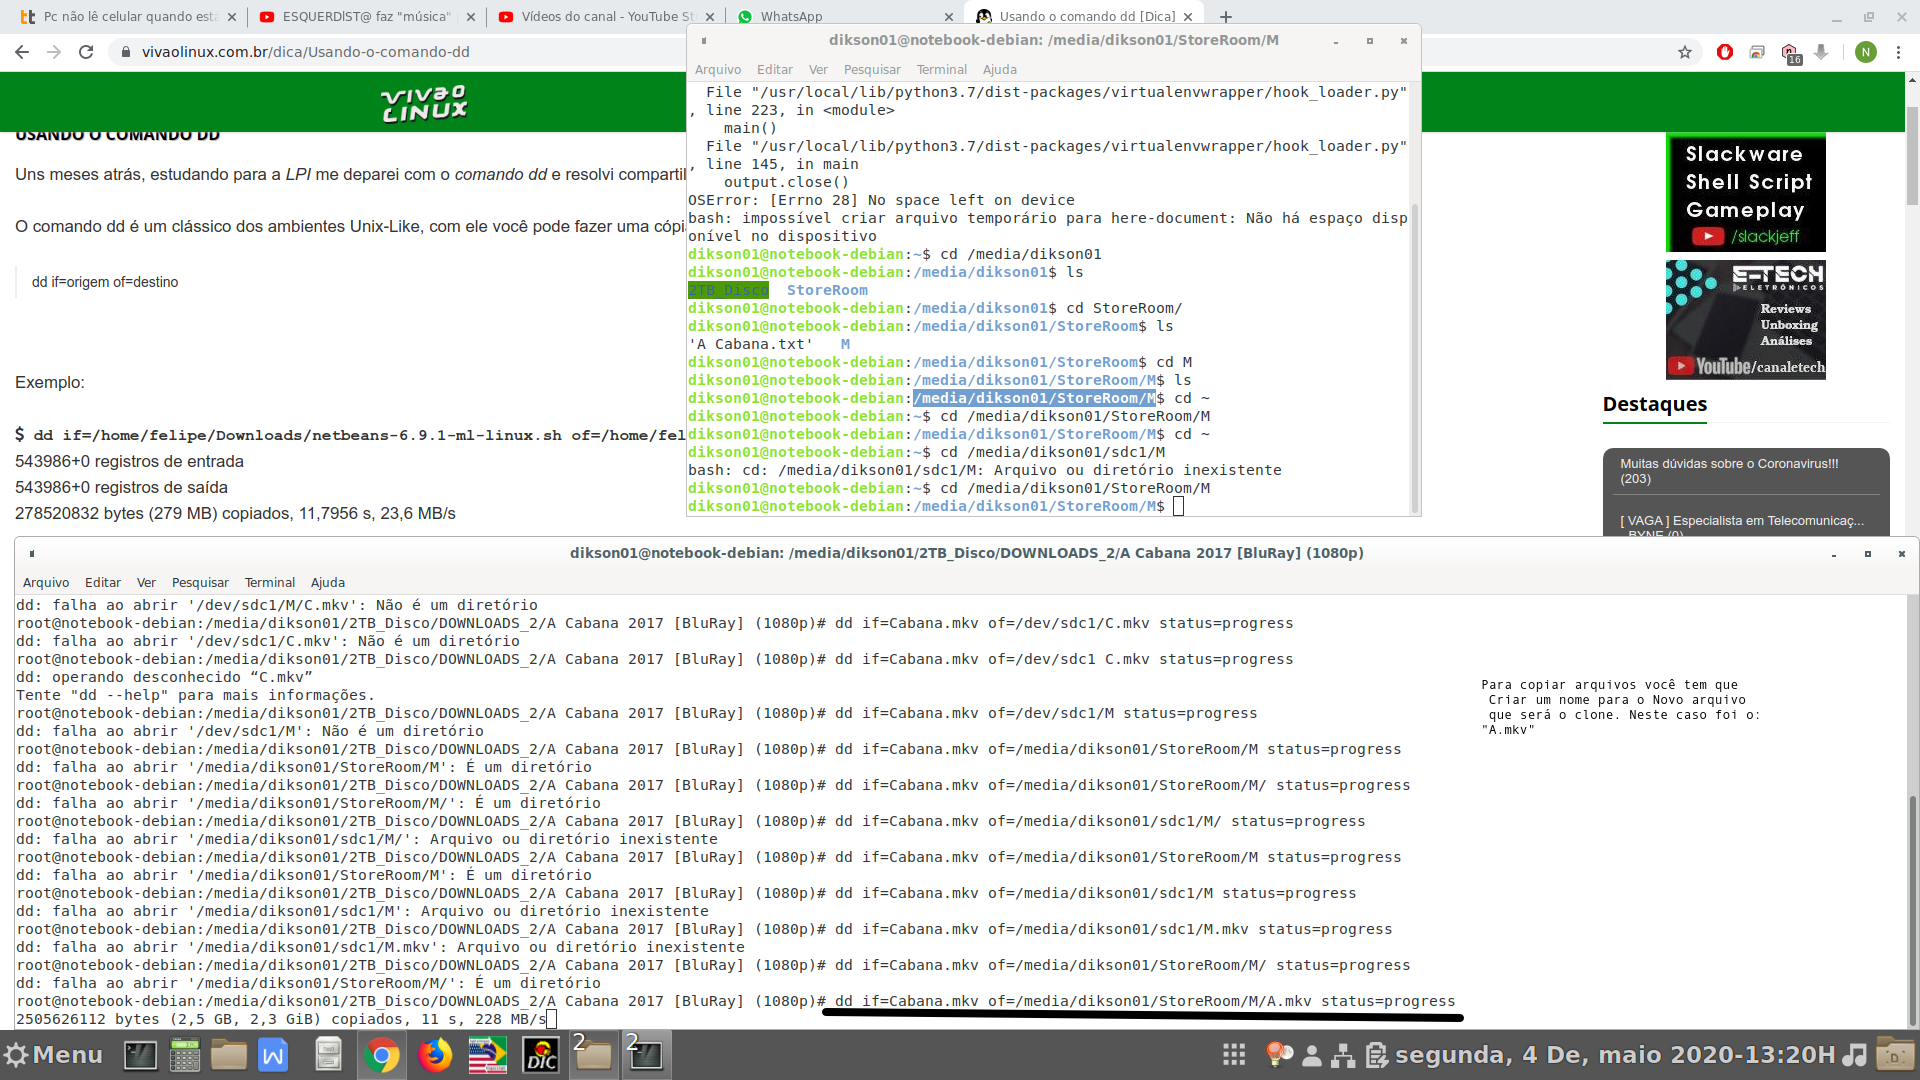 Pc não lê celular quando est
ESQUERDİST@ faz "música"
Vídeos do canal - YouTube St
WhatsApp
Usando o comando dd [Dica]
vivaolinux.com.br/dica/Usando-o-comando-dd
16
N
VIVA O
LINUX
USANDO O COMANDO DD
Uns meses atrás, estudando para a LPI me deparei com o comando dd e resolvi compartil
O comando dd é um clássico dos ambientes Unix-Like, com ele você pode fazer uma cópi
dd if=origem of=destino
Exemplo:
$ dd if=/home/felipe/Downloads/netbeans-6.9.1-ml-linux.sh of=/home/fel
543986+0 registros de entrada
543986+0 registros de saída
278520832 bytes (279 MB) copiados, 11,7956 s, 23,6 MB/s
dikson01@notebook-debian: /media/dikson01/StoreRoom/M
Arquivo Editar Ver Pesquisar Terminal Ajuda
File "/usr/local/lib/python3.7/dist-packages/virtualenvwrapper/hook_loader.py"
, line 223, in <module>
main()
File "/usr/local/lib/python3.7/dist-packages/virtualenvwrapper/hook_loader.py"
, line 145, in main
output.close()
OSError: [Errno 28] No space left on device
bash: impossível criar arquivo temporário para here-document: Não há espaço disp
onível no dispositivo
dikson01@notebook-debian:~$ cd /media/dikson01
dikson01@notebook-debian:/media/dikson01$ ls
2TB_Disco StoreRoom
dikson01@notebook-debian:/media/dikson01$ cd StoreRoom/
dikson01@notebook-debian:/media/dikson01/StoreRoom$ ls
'A Cabana.txt' M
dikson01@notebook-debian:/media/dikson01/StoreRoom$ cd M
dikson01@notebook-debian:/media/dikson01/StoreRoom/M$ ls
dikson01@notebook-debian:/media/dikson01/StoreRoom/M$ cd ~
dikson01@notebook-debian:~$ cd /media/dikson01/StoreRoom/M
dikson01@notebook-debian:/media/dikson01/StoreRoom/M$ cd ~
dikson01@notebook-debian:~$ cd /media/dikson01/sdc1/M
bash: cd: /media/dikson01/sdc1/M: Arquivo ou diretório inexistente
dikson01@notebook-debian:~$ cd /media/dikson01/StoreRoom/M
dikson01@notebook-debian:/media/dikson01/StoreRoom/M$
Slackware
Shell Script
Gameplay
/slackjeff
E-TECH
ELETRÔNICOS
Reviews
Unboxing
Análises
YouTube/canaletech
Destaques
Muitas dúvidas sobre o Coronavirus!!!
(203)
[ VAGA ] Especialista em Telecomunicaç...
- BYNE (0)
dikson01@notebook-debian: /media/dikson01/2TB_Disco/DOWNLOADS_2/A Cabana 2017 [BluRay] (1080p)
Arquivo Editar Ver Pesquisar Terminal Ajuda
dd: falha ao abrir '/dev/sdc1/M/C.mkv': Não é um diretório
root@notebook-debian:/media/dikson01/2TB_Disco/DOWNLOADS_2/A Cabana 2017 [BluRay] (1080p)# dd if=Cabana.mkv of=/dev/sdc1/C.mkv status=progress
dd: falha ao abrir '/dev/sdc1/C.mkv': Não é um diretório
root@notebook-debian:/media/dikson01/2TB_Disco/DOWNLOADS_2/A Cabana 2017 [BluRay] (1080p)# dd if=Cabana.mkv of=/dev/sdc1 C.mkv status=progress
dd: operando desconhecido “C.mkv”
Tente "dd --help" para mais informações.
root@notebook-debian:/media/dikson01/2TB_Disco/DOWNLOADS_2/A Cabana 2017 [BluRay] (1080p)# dd if=Cabana.mkv of=/dev/sdc1/M status=progress
dd: falha ao abrir '/dev/sdc1/M': Não é um diretório
root@notebook-debian:/media/dikson01/2TB_Disco/DOWNLOADS_2/A Cabana 2017 [BluRay] (1080p)# dd if=Cabana.mkv of=/media/dikson01/StoreRoom/M status=progress
dd: falha ao abrir '/media/dikson01/StoreRoom/M': É um diretório
root@notebook-debian:/media/dikson01/2TB_Disco/DOWNLOADS_2/A Cabana 2017 [BluRay] (1080p)# dd if=Cabana.mkv of=/media/dikson01/StoreRoom/M/ status=progress
dd: falha ao abrir '/media/dikson01/StoreRoom/M/': É um diretório
root@notebook-debian:/media/dikson01/2TB_Disco/DOWNLOADS_2/A Cabana 2017 [BluRay] (1080p)# dd if=Cabana.mkv of=/media/dikson01/sdc1/M/ status=progress
dd: falha ao abrir '/media/dikson01/sdc1/M/': Arquivo ou diretório inexistente
root@notebook-debian:/media/dikson01/2TB_Disco/DOWNLOADS_2/A Cabana 2017 [BluRay] (1080p)# dd if=Cabana.mkv of=/media/dikson01/StoreRoom/M status=progress
dd: falha ao abrir '/media/dikson01/StoreRoom/M': É um diretório
root@notebook-debian:/media/dikson01/2TB_Disco/DOWNLOADS_2/A Cabana 2017 [BluRay] (1080p)# dd if=Cabana.mkv of=/media/dikson01/sdc1/M status=progress
dd: falha ao abrir '/media/dikson01/sdc1/M': Arquivo ou diretório inexistente
root@notebook-debian:/media/dikson01/2TB_Disco/DOWNLOADS_2/A Cabana 2017 [BluRay] (1080p)# dd if=Cabana.mkv of=/media/dikson01/sdc1/M.mkv status=progress
dd: falha ao abrir '/media/dikson01/sdc1/M.mkv': Arquivo ou diretório inexistente
root@notebook-debian:/media/dikson01/2TB_Disco/DOWNLOADS_2/A Cabana 2017 [BluRay] (1080p)# dd if=Cabana.mkv of=/media/dikson01/StoreRoom/M/ status=progress
dd: falha ao abrir '/media/dikson01/StoreRoom/M/': É um diretório
root@notebook-debian:/media/dikson01/2TB_Disco/DOWNLOADS_2/A Cabana 2017 [BluRay] (1080p)# dd if=Cabana.mkv of=/media/dikson01/StoreRoom/M/A.mkv status=progress
2505626112 bytes (2,5 GB, 2,3 GiB) copiados, 11 s, 228 MB/s
Para copiar arquivos você tem que
Criar um nome para o Novo arquivo
que será o clone. Neste caso foi o:
"A.mkv"
Menu
W
DIC
2
2
segunda, 4 De, maio 2020-13:20H
D